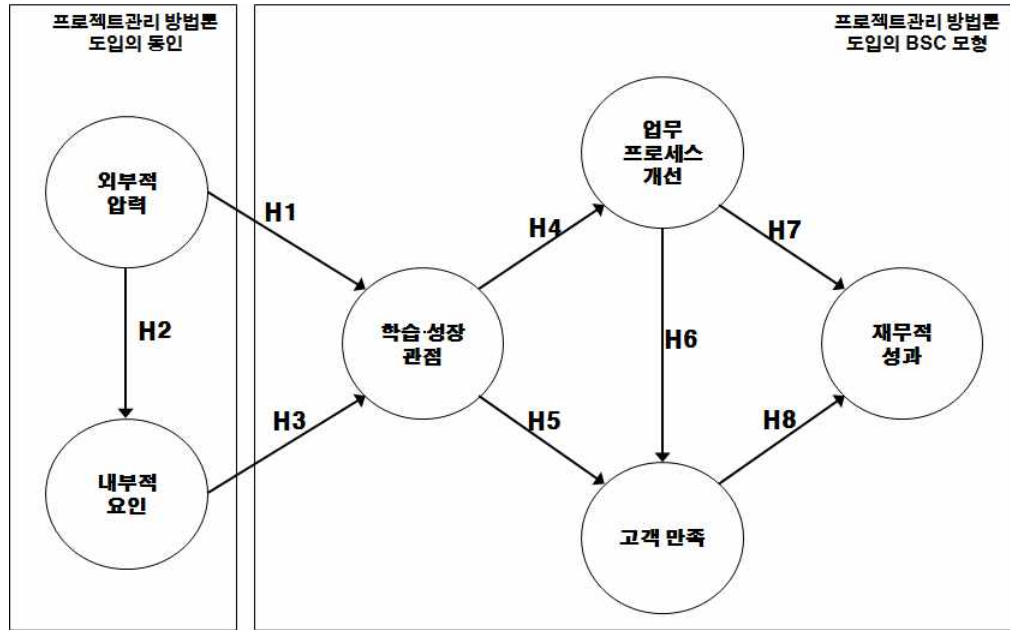 프로젝트관리 방법론
도입의 동인
프로젝트관리 방법론
도입의 BSC 모형
외부적
압력
H1
H2
내부적
요인
H3
학습·성장
관점
H4
H5
업무
프로세스
개선
H6
H7
고객 만족
H8
재무적
성과